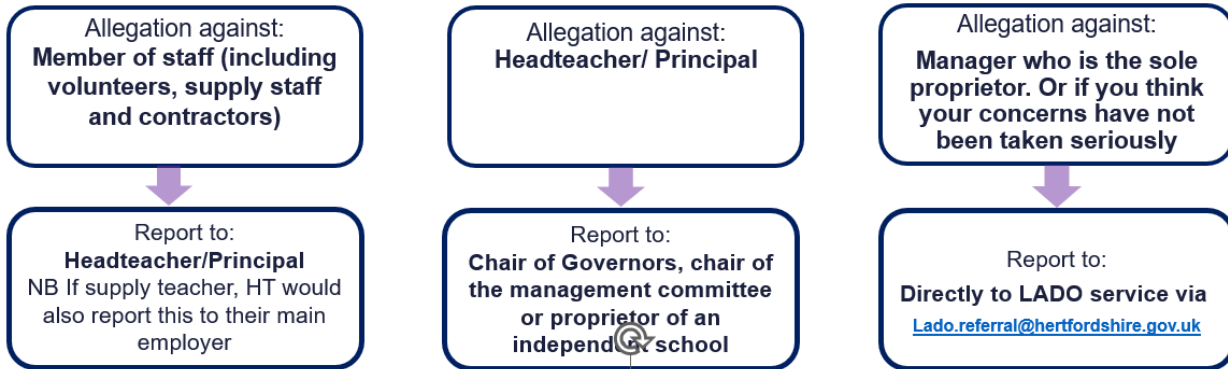 Allegation against:
Member of staff (including
volunteers, supply staff
and contractors)
Report to:
Headteacher/Principal
NB If supply teacher, HT would
also report this to their main
employer
Allegation against:
Headteacher/ Principal
Report to:
Chair of Governors, chair of
the management committee
or proprietor of an
independent school
Allegation against:
Manager who is the sole
proprietor. Or if you think
your concerns have not
been taken seriously
Report to:
Directly to LADO service via
Lado.referral@hertfordshire.gov.uk